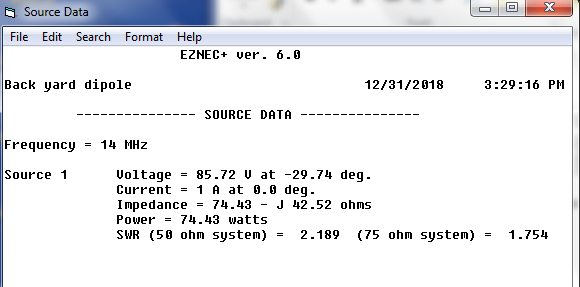 Source Data
File Edit Search Format Help
EZNEC+ ver. 6.0
Back yard dipole 12/31/2018 3:29:16 PM
--------------- SOURCE DATA ---------------
Frequency = 14 MHz
Source 1 Voltage = 85.72 V at -29.74 deg.
Current = 1 A at 0.0 deg.
Impedance = 74.43 - J 42.52 ohms
Power = 74.43 watts
SWR (50 ohm system) = 2.189 (75 ohm system) = 1.754